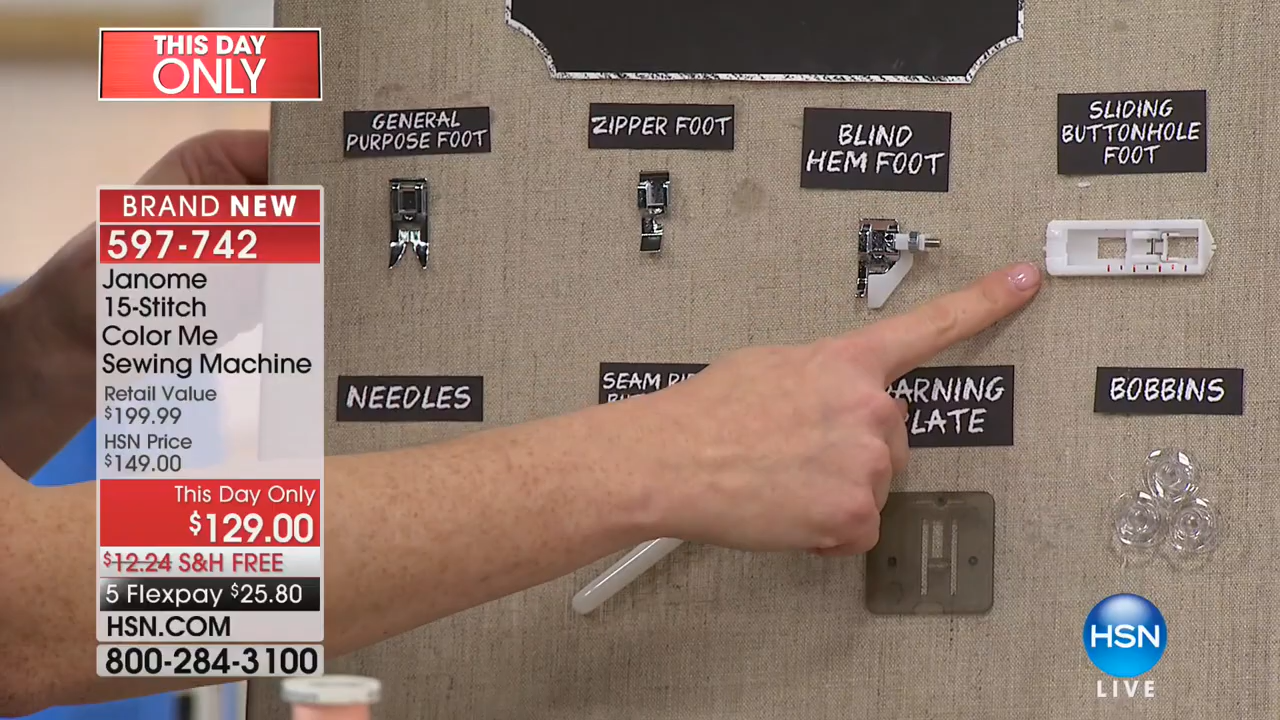 THIS DAY
ONLY
BRAND NEW
597-742
Janome
15-Stitch
Color Me
Sewing Machine
Retail Value
$199.99
HSN Price
$149.00
This Day Only
$129.00
$12.24 S&H FREE
5 Flexpay $25.80
HSN.COM
800-284-3100
GENERAL
PURPOSE FOOT
ZIPPER FOOT
BLIND
HEM FOOT
SLIDING
BUTTONHOLE
FOOT
NEEDLES
SEAM
ARNING
LATE
BOBBINS
HSN
LIVE